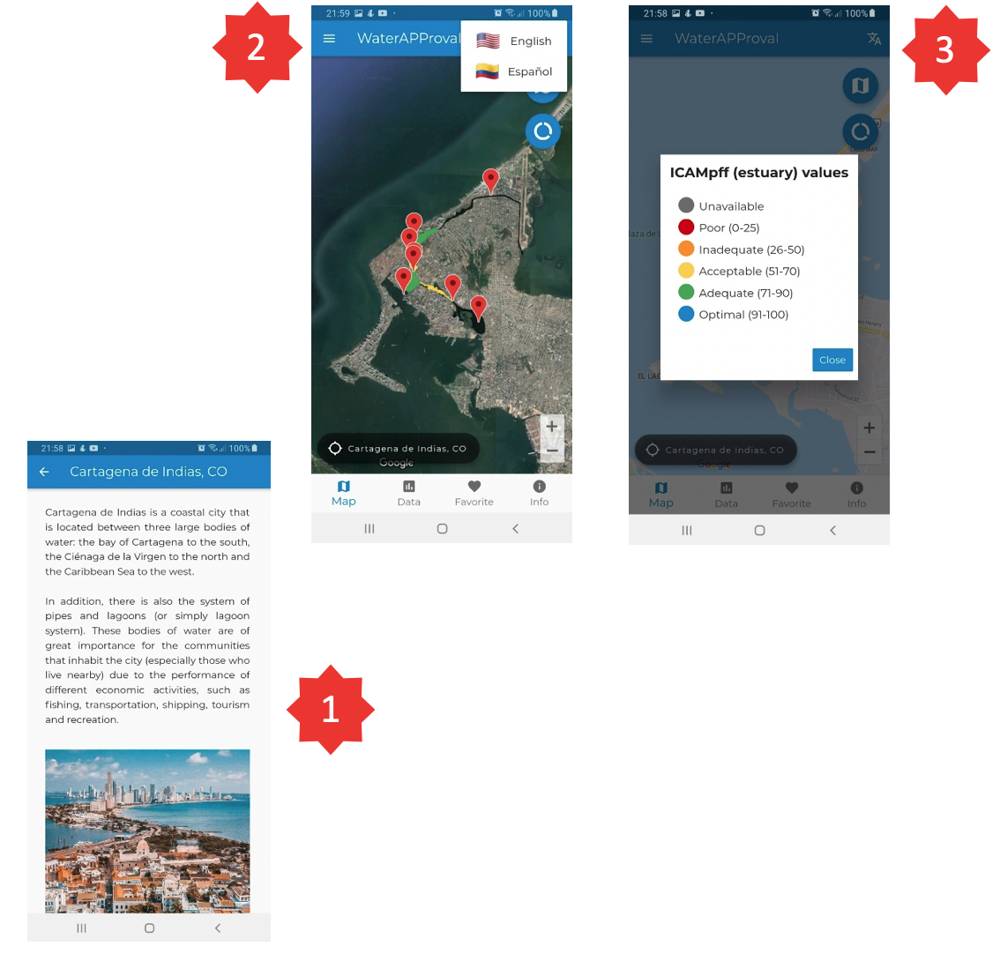 2
21:59
100%
WaterAPProval
English
Español
Cartagena de Indias, CO
Google
Map
Data
Favorite
Info
3
21:58
100%
WaterAPProval
ICAMpff (estuary) values
Unavailable
Poor (0-25)
Inadequate (26-50)
Acceptable (51-70)
Adequate (71-90)
Optimal (91-100)
Close
Cartagena de Indias, CO
Google
Map
Data
Favorite
Info
21:58
100%
Cartagena de Indias, CO
Cartagena de Indias is a coastal city that
is located between three large bodies of
water: the bay of Cartagena to the south,
the Ciénaga de la Virgen to the north and
the Caribbean Sea to the west.
In addition, there is also the system of
pipes and lagoons (or simply lagoon
system). These bodies of water are of
great importance for the communities
that inhabit the city (especially those who
live nearby) due to the performance of
different economic activities, such as
fishing, transportation, shipping, tourism
and recreation.
1